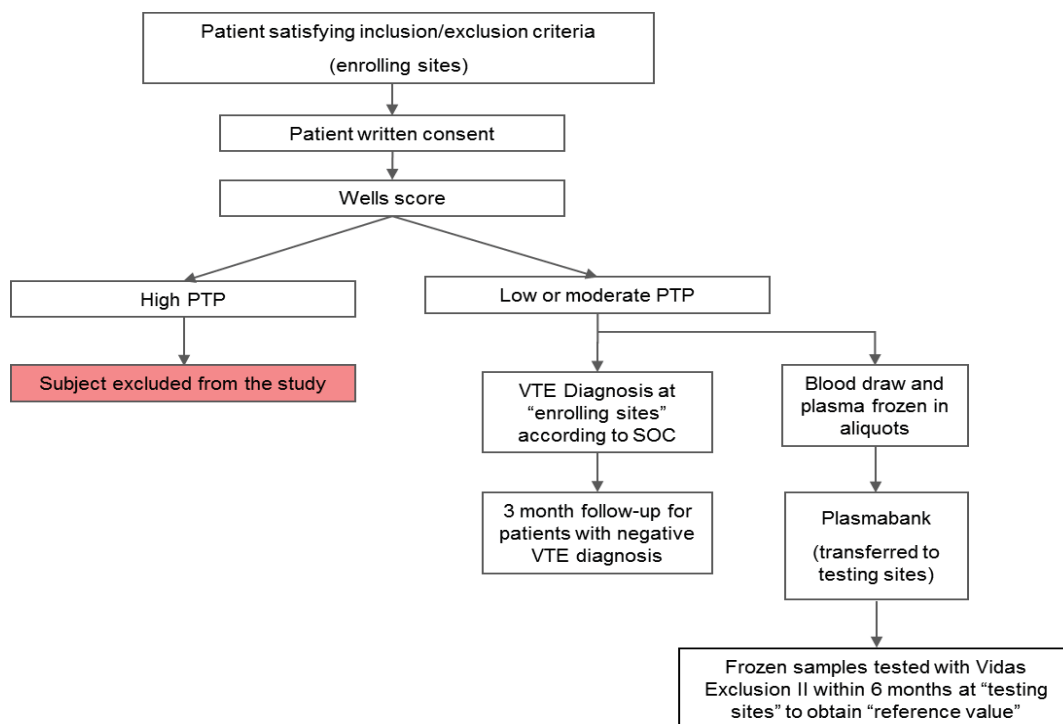 Patient satisfying inclusion/exclusion criteria
(enrolling sites)
Patient written consent
Wells score
High PTP
Low or moderate PTP
Subject excluded from the study
VTE Diagnosis at
“enrolling sites”
according to SOC
Blood draw and
plasma frozen in
aliquots
3 month follow-up for
patients with negative
VTE diagnosis
Plasmabank
(transferred to
testing sites)
Frozen samples tested with Vidas
Exclusion II within 6 months at “testing
sites” to obtain “reference value”